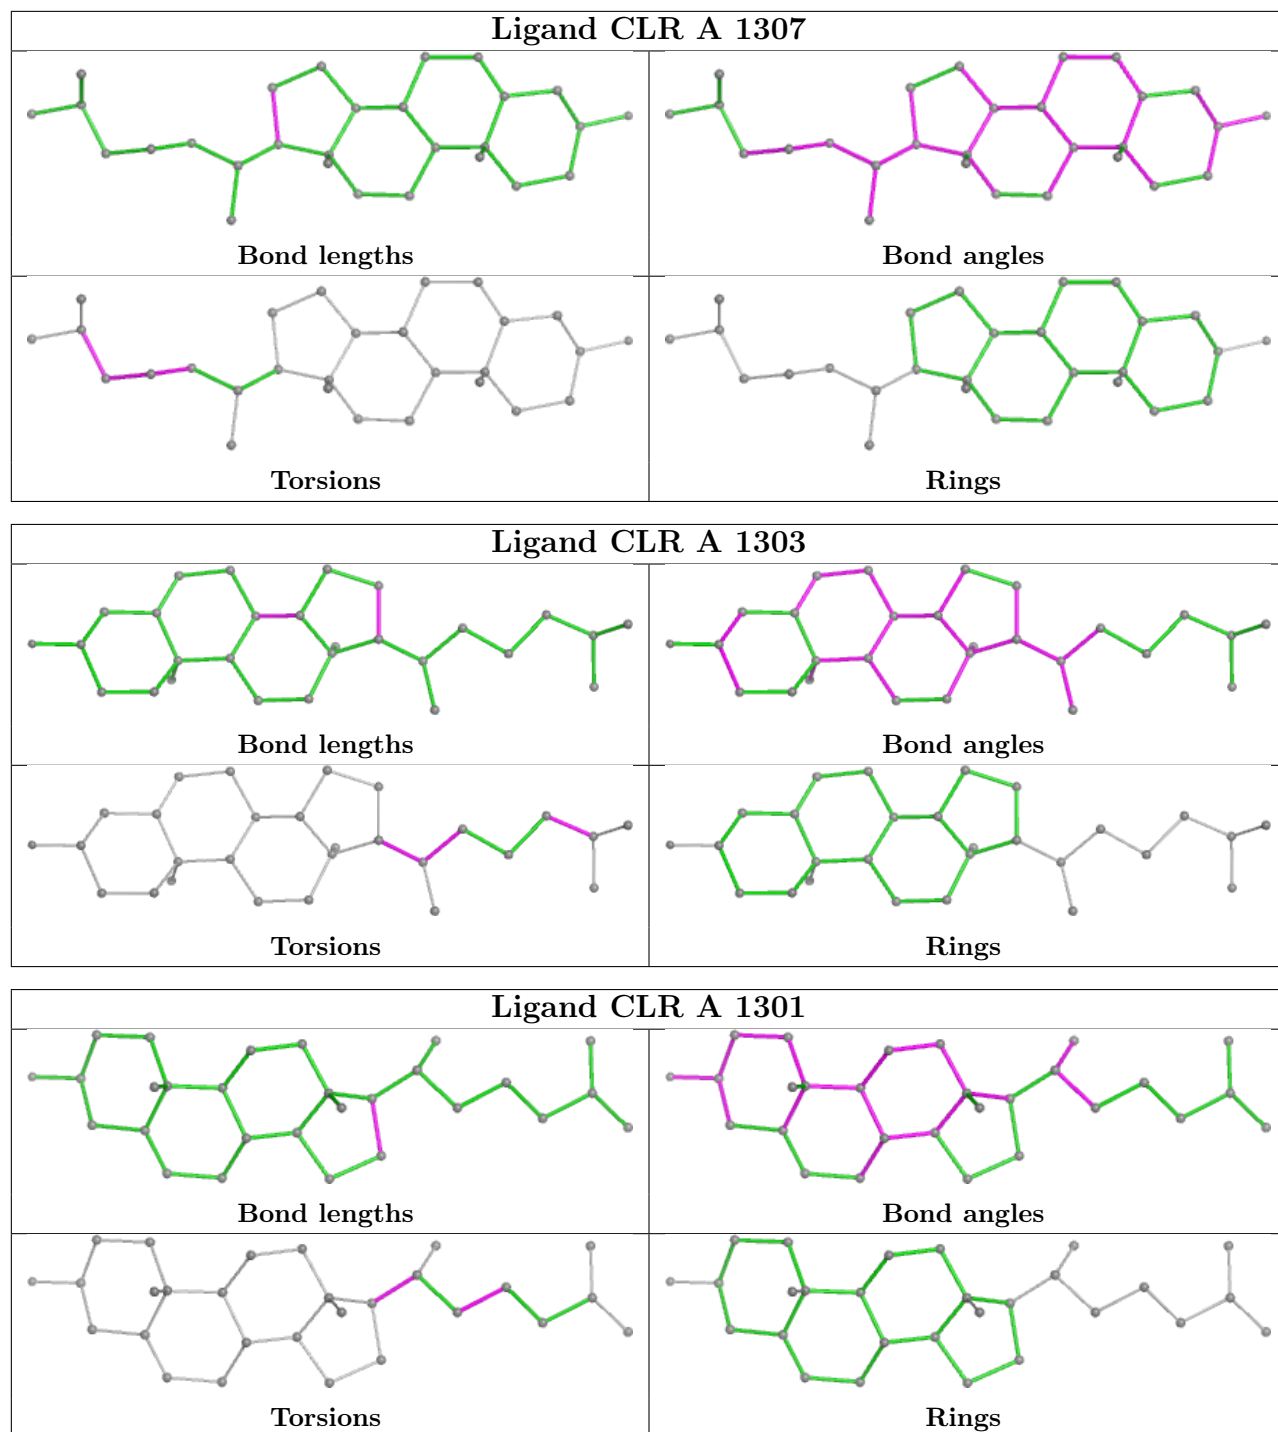 Ligand CLR A 1307
Bond lengths
Bond angles
Torsions
Rings
Ligand CLR A 1303
Bond lengths
Bond angles
Torsions
Rings
Ligand CLR A 1301
Bond lengths
Bond angles
Torsions
Rings